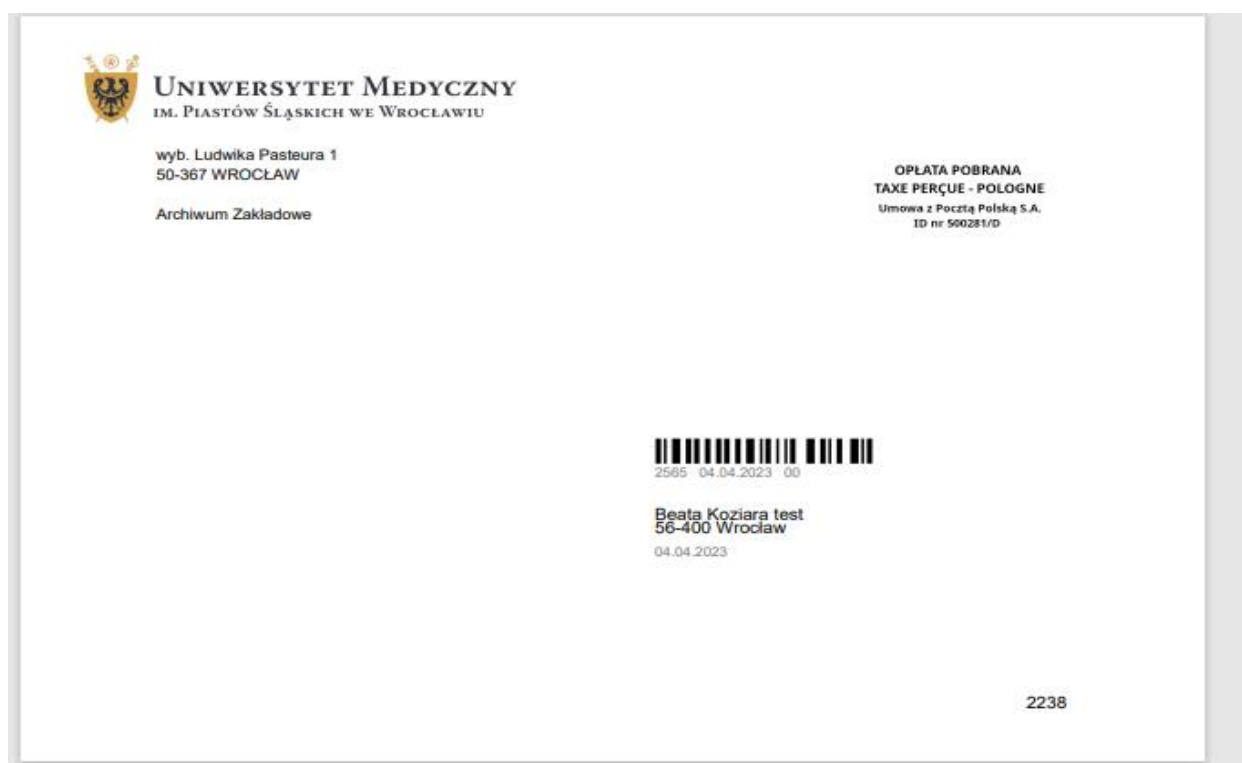 UNIWERSYTET MEDYCZNY
IM. PIASTÓW ŚLĄSKICH WE WROCŁAWIU
wyb. Ludwika Pasteura 1
50-367 WROCŁAW
Archiwum Zakładowe
OPŁATA POBRANA
TAXE PERÇUE - POLOGNE
Umowa z Pocztą Polską S.A.
ID nr 500281/D
2565 04.04.2023 00
Beata Koziara test
56-400 Wrocław
04.04.2023
2238